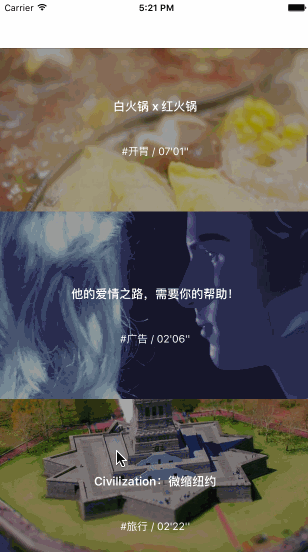 Carrier 5:21 PM
白火锅 x 红火锅
#开胃 / 07'01''
他的爱情之路，需要你的帮助！
#广告 / 02'06''
Civilization：微缩纽约
#旅行 / 02'22''